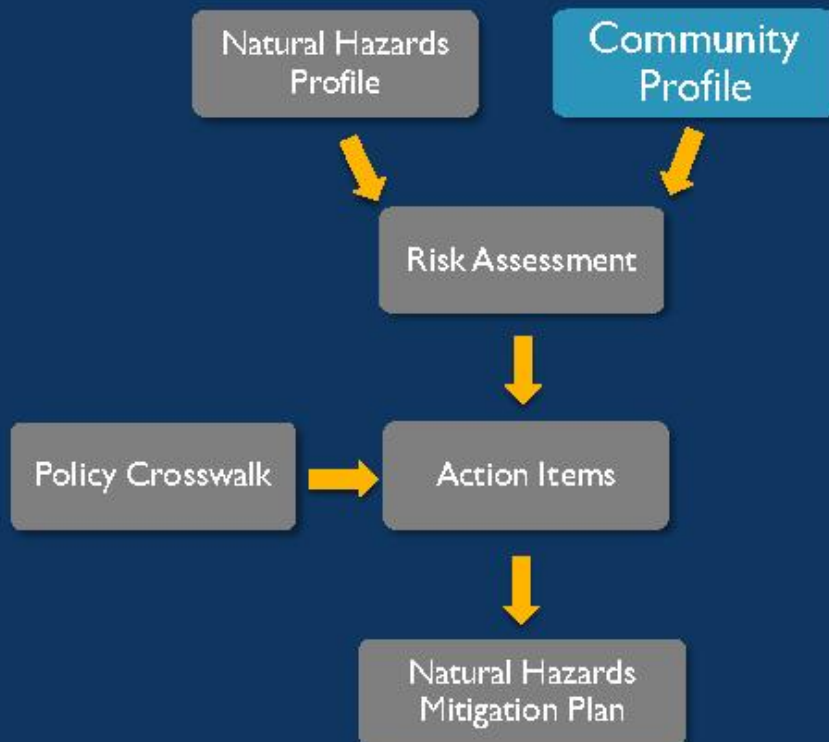 Natural Hazards
Profile
Community
Profile
Risk Assessment
Policy Crosswalk
Action Items
Natural Hazards
Mitigation Plan